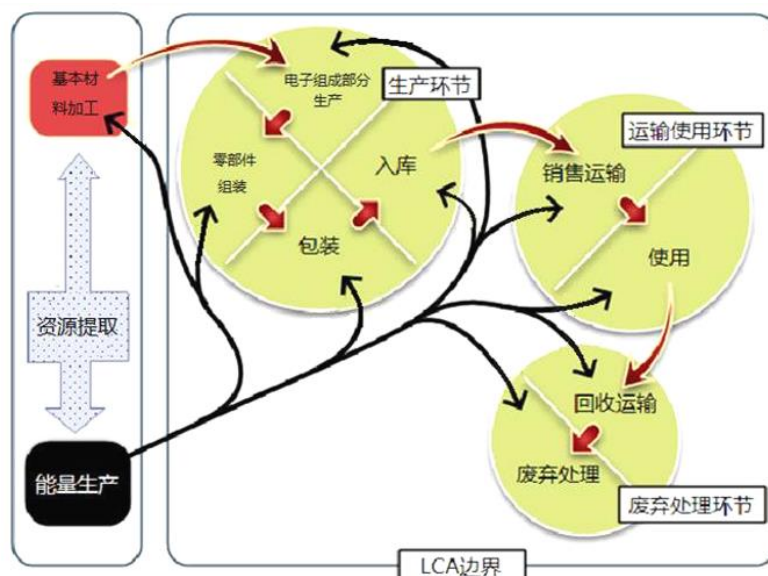 基本材
料加工
资源提取
能量生产
电子组成部分
生产
生产环节
零部件
组装
入库
包装
运输使用环节
销售运输
使用
回收运输
废弃处理
废弃处理环节
LCA边界